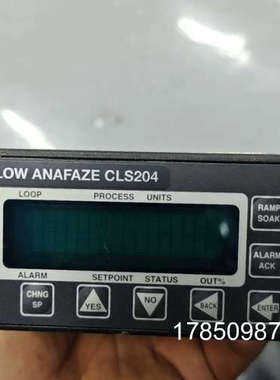 LOW ANAFAZE CLS204
LOOP PROCESS UNITS
RAMP
SOAK
ALARM SETPOINT STATUS OUT%
ALARM
ACK
CHNG
SP
YES
NO
BACK
ENTER
17850987